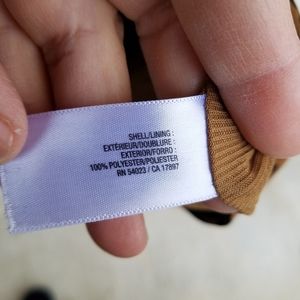 SHELL/LINING :
EXTÉRIEUR/DOUBLURE :
EXTERIOR/FORRO :
100% POLYESTER/POLIESTER
RN 54023 / CA 17897